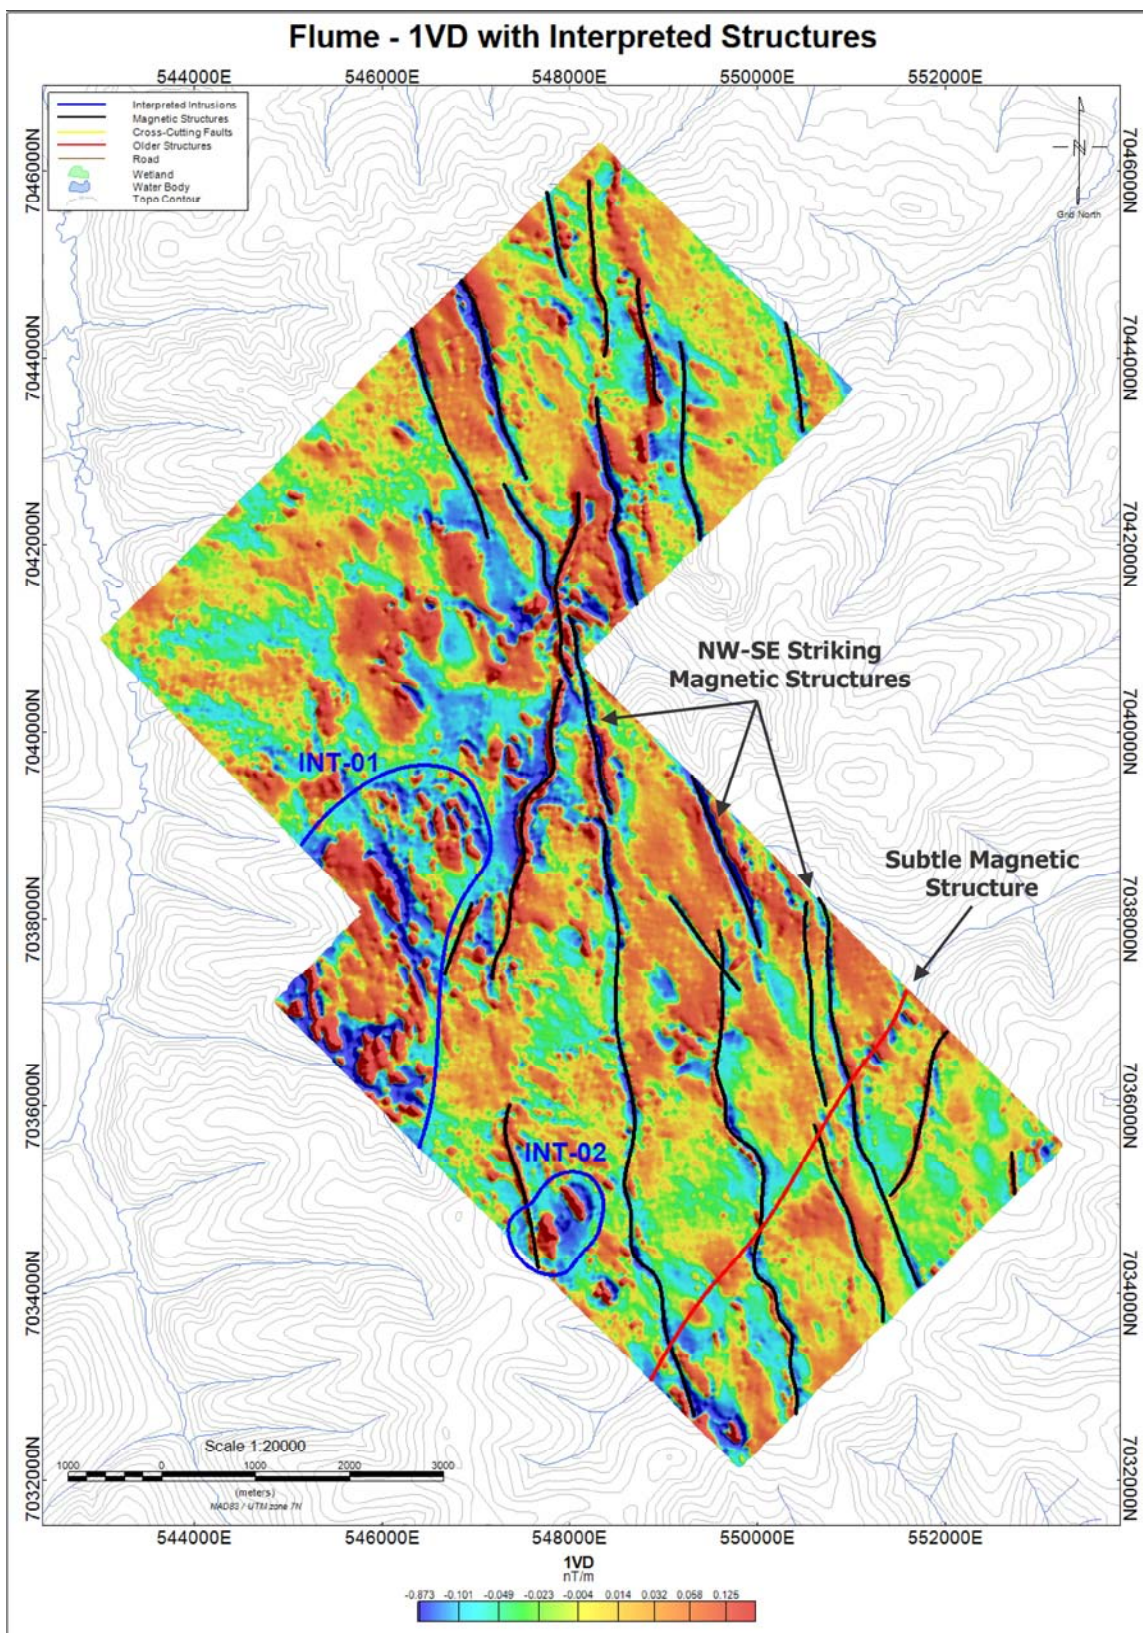 Flume - 1VD with Interpreted Structures
544000E 546000E 548000E 550000E 552000E
Interpreted Intrusions
Magnetic Structures
Cross-Cutting Faults
Older Structures
Road
Wetland
Water Body
Topo Contour
N
Grid North
7046000N 7046000N
7044000N 7044000N
7042000N 7042000N
NW-SE Striking
Magnetic Structures
7040000N 7040000N
INT-01
Subtle Magnetic
Structure
7038000N 7038000N
7036000N 7036000N
INT-02
7034000N 7034000N
Scale 1:20000
1000 0 1000 2000 3000
(meters)
NAD83 / UTM zone 7N
7032000N 7032000N
544000E 546000E 548000E 550000E 552000E
1VD
nT/m
-0.873 -0.101 -0.049 -0.023 -0.004 0.014 0.032 0.058 0.125